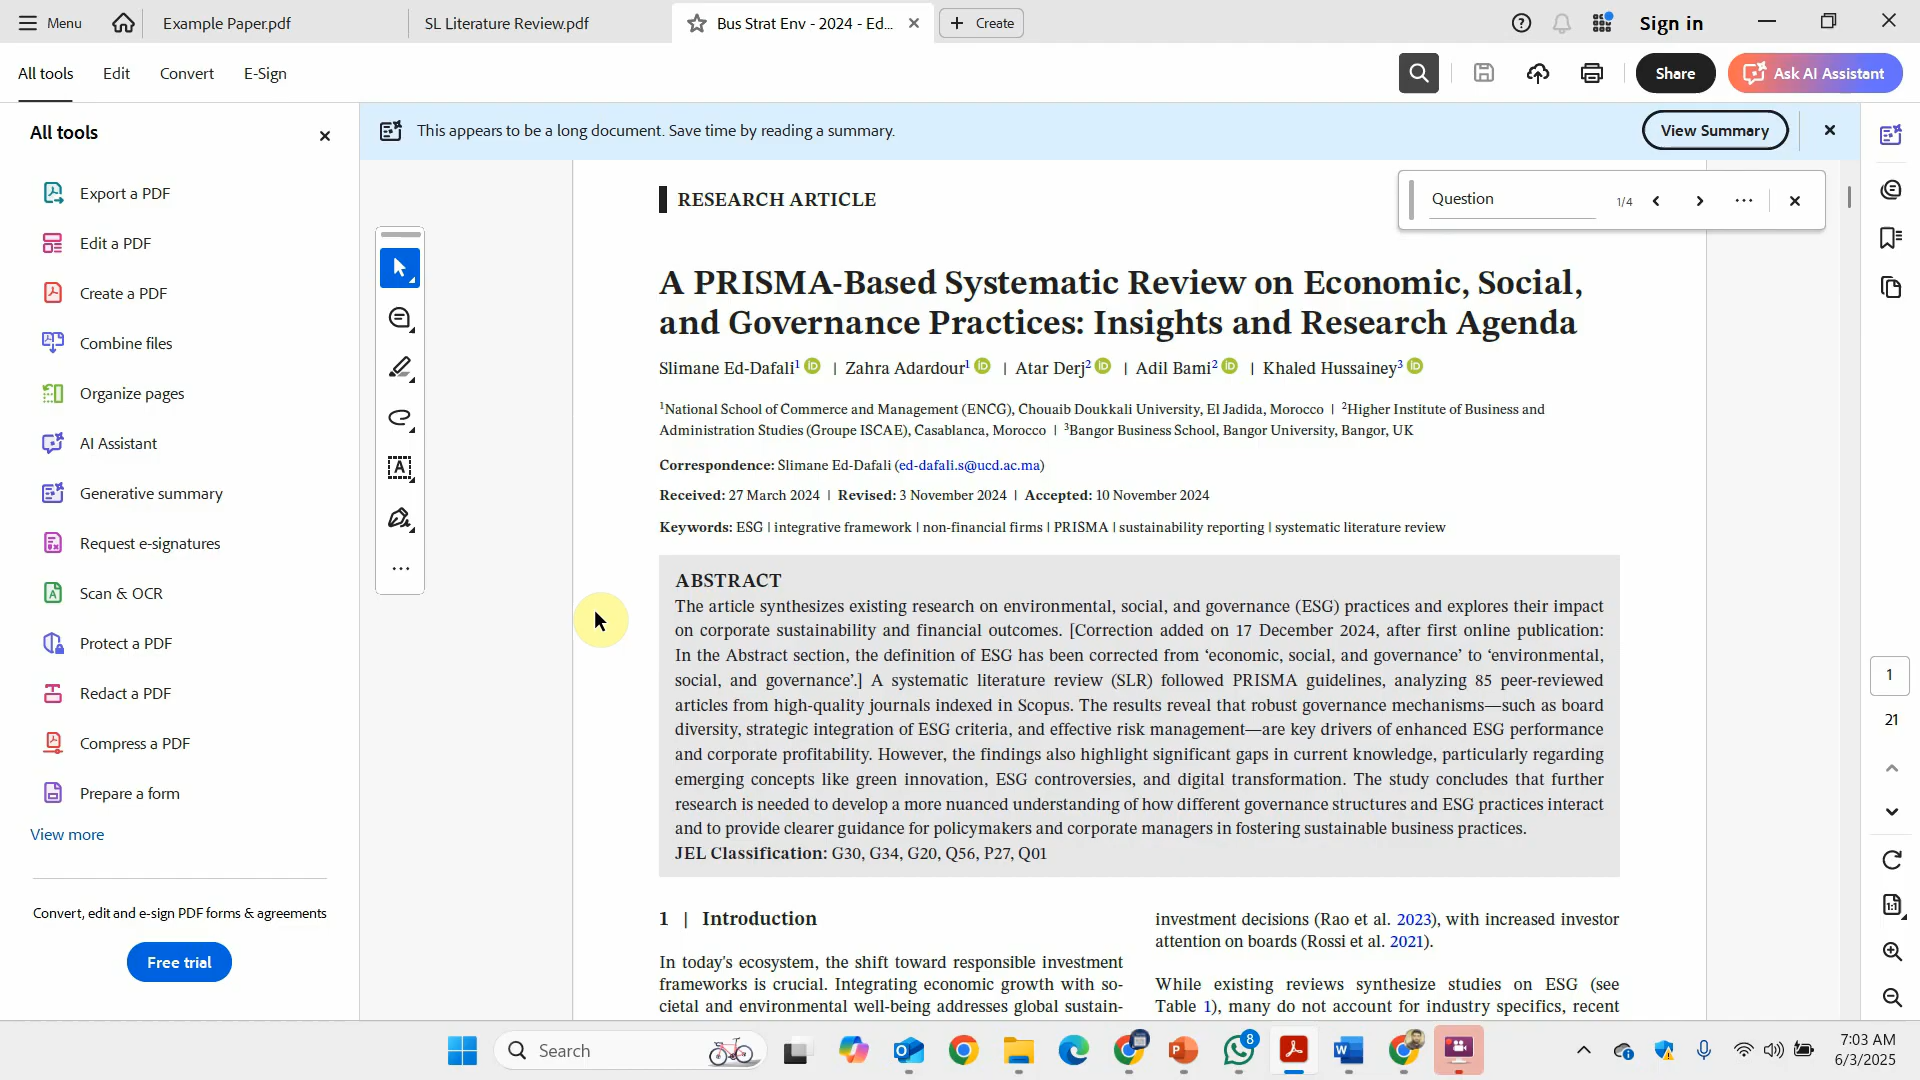 Menu
Example Paper.pdf
SL Literature Review.pdf
Bus Strat Env - 2024 - Ed...
Create
Sign in
All tools
Edit
Convert
E-Sign
Share
Ask AI Assistant
All tools
Export a PDF
Edit a PDF
Create a PDF
Combine files
Organize pages
AI Assistant
Generative summary
Request e-signatures
Scan & OCR
Protect a PDF
Redact a PDF
Compress a PDF
Prepare a form
View more
Convert, edit and e-sign PDF forms & agreements
Free trial
This appears to be a long document. Save time by reading a summary.
View Summary
Question
1/4
RESEARCH ARTICLE
A PRISMA-Based Systematic Review on Economic, Social,
and Governance Practices: Insights and Research Agenda
Slimane Ed-Dafali1 | Zahra Adardour1 | Atar Derj2 | Adil Bami2 | Khaled Hussainey3
1National School of Commerce and Management (ENCG), Chouaib Doukkali University, El Jadida, Morocco | 2Higher Institute of Business and
Administration Studies (Groupe ISCAE), Casablanca, Morocco | 3Bangor Business School, Bangor University, Bangor, UK
Correspondence: Slimane Ed-Dafali (ed-dafali.s@ucd.ac.ma)
Received: 27 March 2024 | Revised: 3 November 2024 | Accepted: 10 November 2024
Keywords: ESG | integrative framework | non-financial firms | PRISMA | sustainability reporting | systematic literature review
ABSTRACT
The article synthesizes existing research on environmental, social, and governance (ESG) practices and explores their impact
on corporate sustainability and financial outcomes. [Correction added on 17 December 2024, after first online publication:
In the Abstract section, the definition of ESG has been corrected from ‘economic, social, and governance’ to ‘environmental,
social, and governance’.] A systematic literature review (SLR) followed PRISMA guidelines, analyzing 85 peer-reviewed
articles from high-quality journals indexed in Scopus. The results reveal that robust governance mechanisms—such as board
diversity, strategic integration of ESG criteria, and effective risk management—are key drivers of enhanced ESG performance
and corporate profitability. However, the findings also highlight significant gaps in current knowledge, particularly regarding
emerging concepts like green innovation, ESG controversies, and digital transformation. The study concludes that further
research is needed to develop a more nuanced understanding of how different governance structures and ESG practices interact
and to provide clearer guidance for policymakers and corporate managers in fostering sustainable business practices.
JEL Classification: G30, G34, G20, Q56, P27, Q01
1 | Introduction
In today's ecosystem, the shift toward responsible investment
frameworks is crucial. Integrating economic growth with so-
cietal and environmental well-being addresses global sustain-
investment decisions (Rao et al. 2023), with increased investor
attention on boards (Rossi et al. 2021).
While existing reviews synthesize studies on ESG (see
Table 1), many do not account for industry specifics, recent
1
21
1:1
Search
8
7:03 AM
6/3/2025